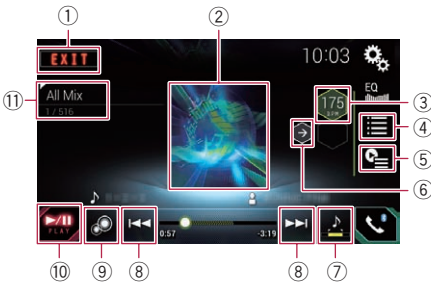 ①
②
EXIT
10:03
EQ
⑪
All Mix
1 / 516
175
BPM
③
④
⑤
⑥
0:57
-3:19
PLAY
⑩
⑨
⑧
⑧
⑦